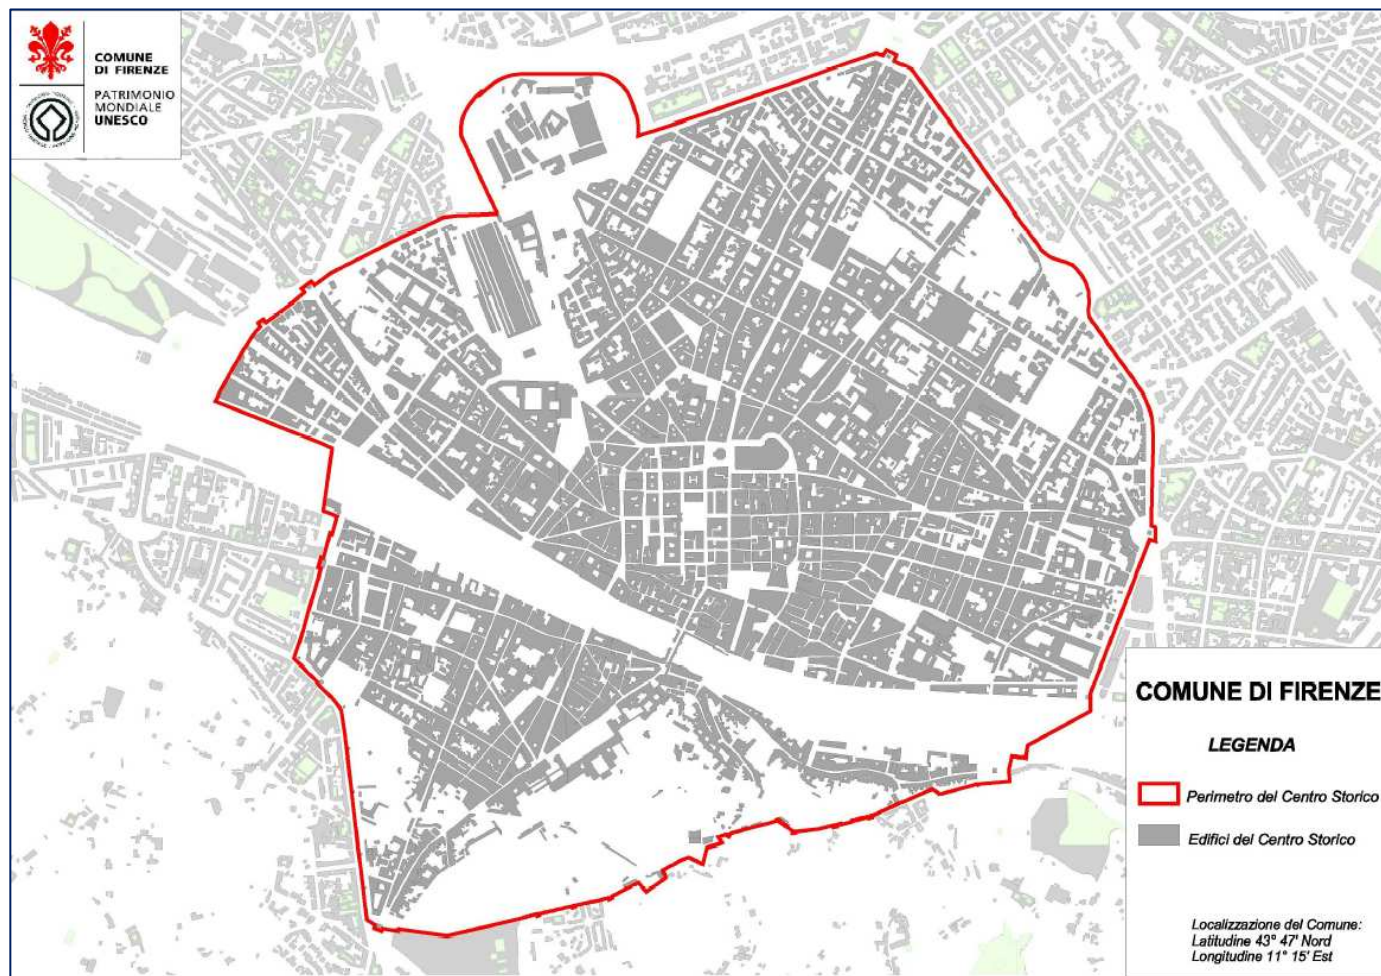 COMUNE
DI FIRENZE
PATRIMONIO
MONDIALE
UNESCO
COMUNE DI FIRENZE
LEGENDA
Perimetro del Centro Storico
Edifici del Centro Storico
Localizzazione del Comune:
Latitudine 43° 47' Nord
Longitudine 11° 15' Est